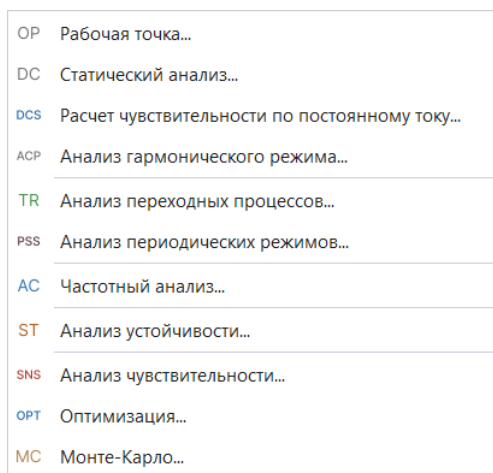 OP Рабочая точка...
DC Статический анализ...
DCS Расчет чувствительности по постоянному току...
ACP Анализ гармонического режима...
TR Анализ переходных процессов...
PSS Анализ периодических режимов...
AC Частотный анализ...
ST Анализ устойчивости...
SNS Анализ чувствительности...
OPT Оптимизация...
MC Монте-Карло...